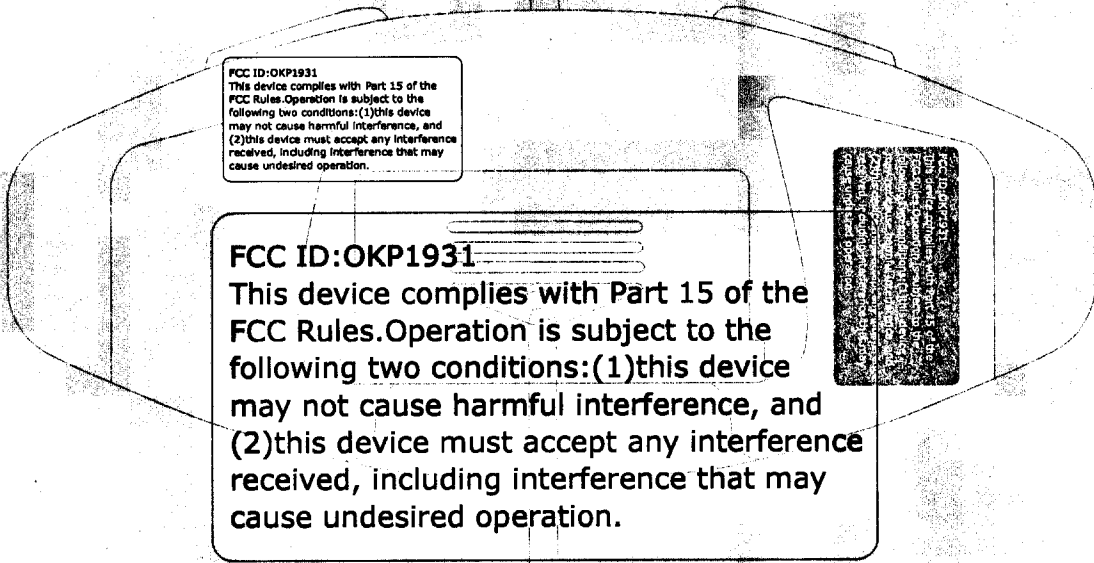 FCC ID:OKP1931
This device complies with Part 15 of the
FCC Rules.Operation is subject to the
following two conditions:(1)this device
may not cause harmful interference, and
(2)this device must accept any interference
received, including interference that may
cause undesired operation.
FCC ID:OKP1931
This device complies with Part 15 of the
FCC Rules.Operation is subject to the
following two conditions:(1)this device
may not cause harmful interference, and
(2)this device must accept any interference
received, including interference that may
cause undesired operation.